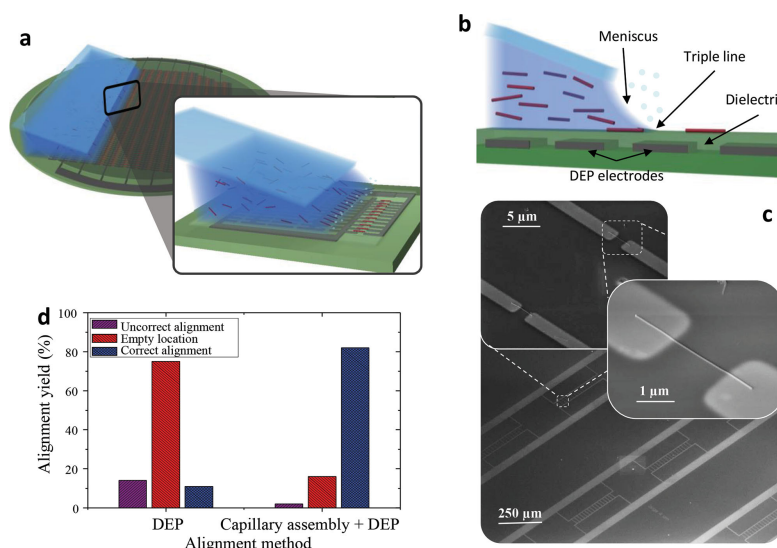 a
b
Meniscus
Triple line
Dielectri
DEP electrodes
c
5 µm
1 µm
250 µm
d
Alignment yield (%)
100
80
60
40
20
0
Uncorrect alignment
Empty location
Correct alignment
DEP
Capillary assembly + DEP
Alignment method